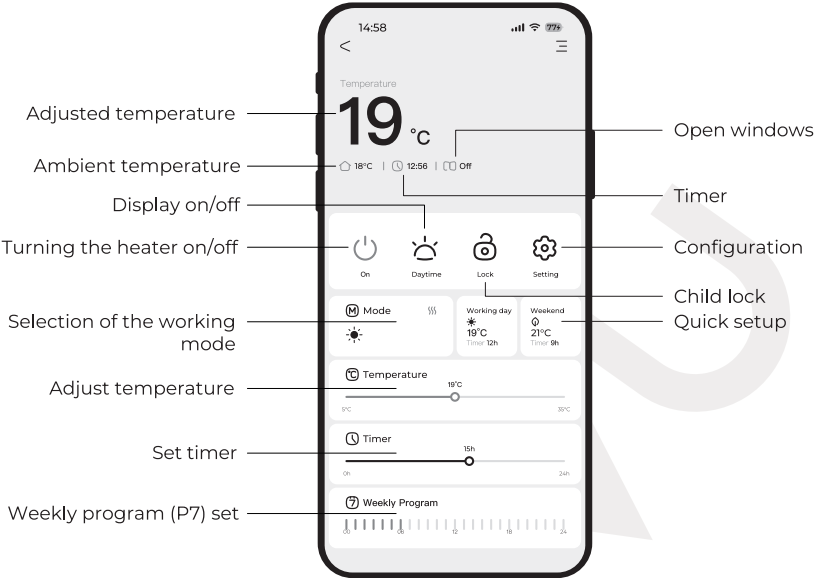 14:58
77
Temperature
Adjusted temperature
19 °C
Open windows
Ambient temperature
18°C | 12:56 | Off
Timer
Display on/off
Turning the heater on/off
Configuration
On
Daytime
Lock
Setting
Child lock
Quick setup
Selection of the working
mode
M Mode
Working day
19°C
Timer 12h
Weekend
21°C
Timer 9h
Adjust temperature
°C Temperature
19°C
5°C
35°C
Set timer
Timer
15h
0h
24h
Weekly program (P7) set
7 Weekly Program
00
06
12
18
24